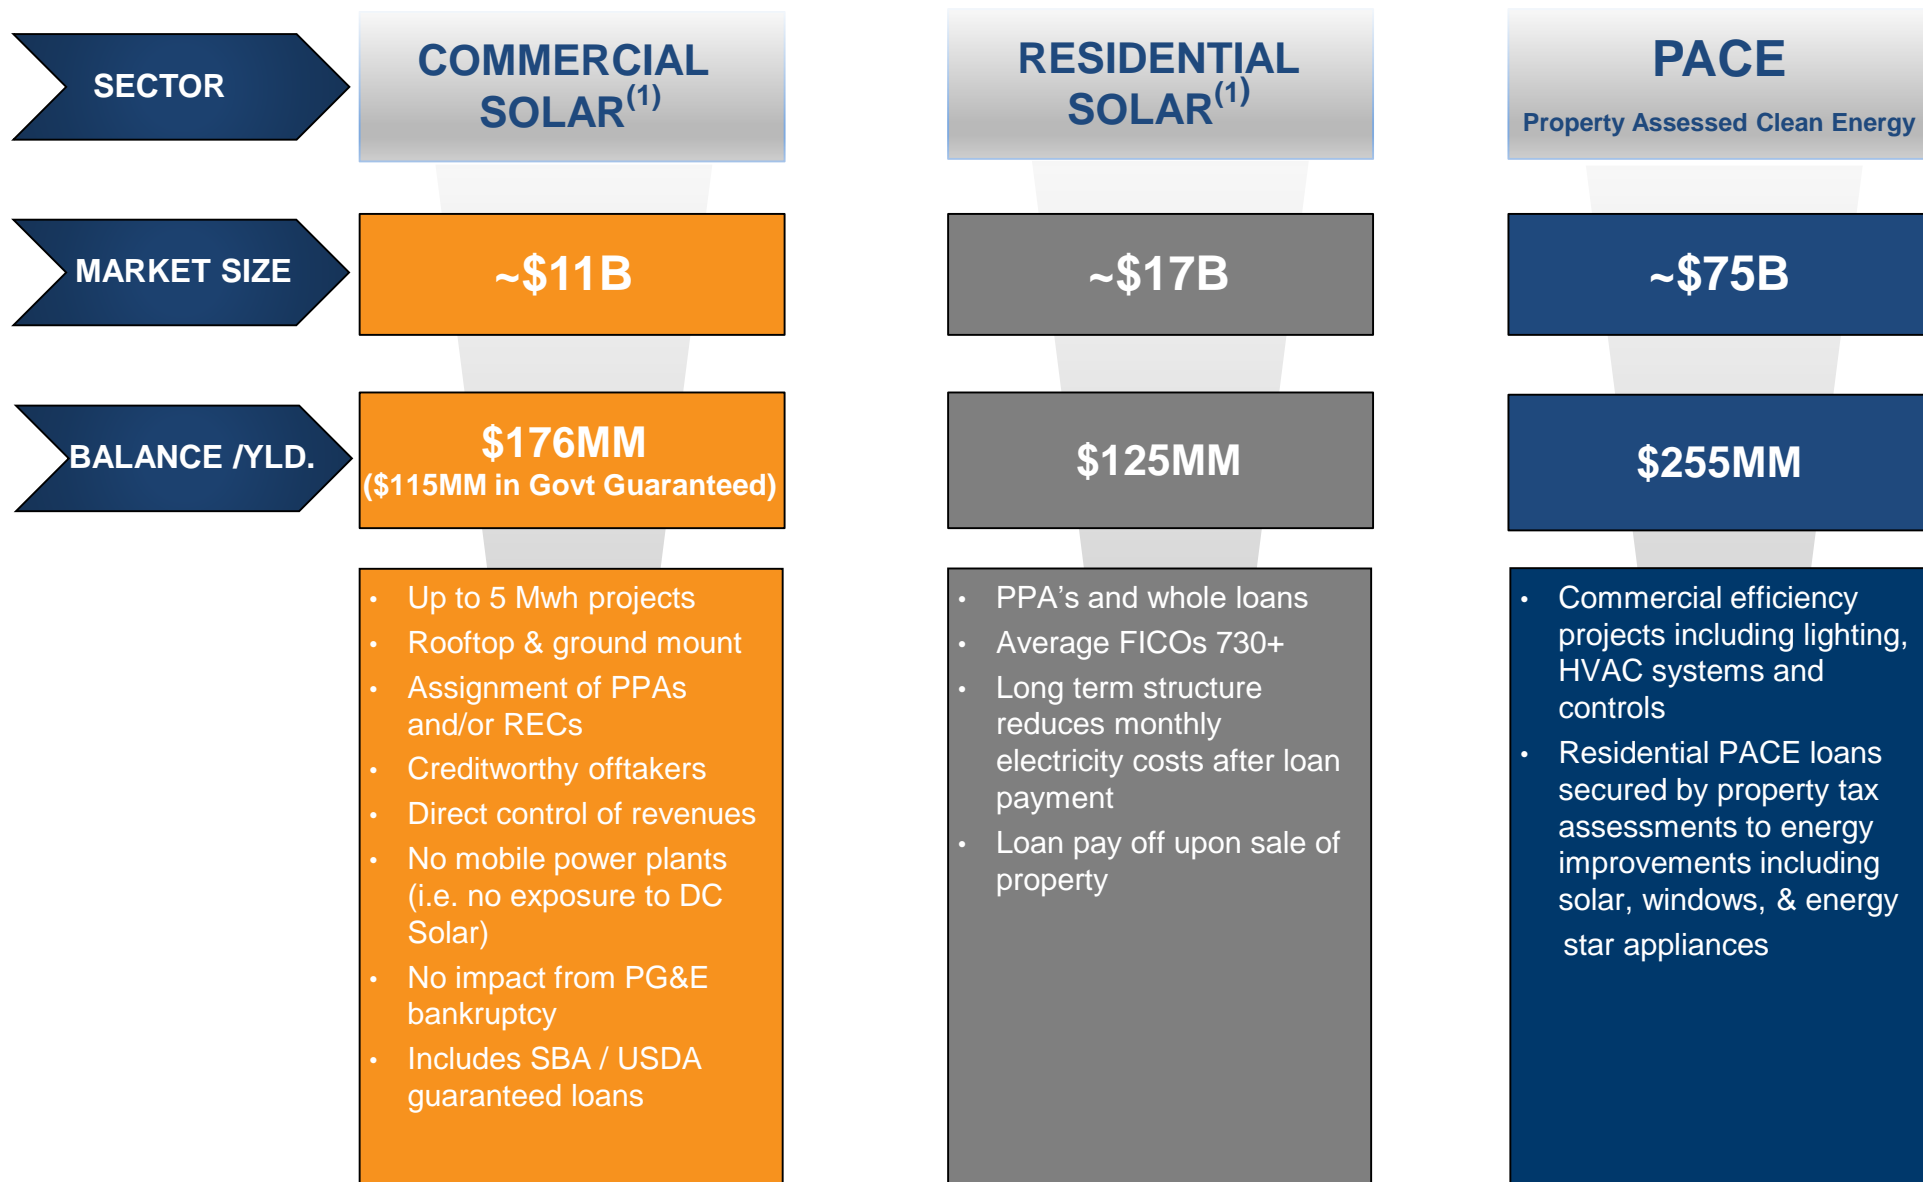 SECTOR
COMMERCIAL
SOLAR(1)
RESIDENTIAL
SOLAR(1)
PACE
Property Assessed Clean Energy
MARKET SIZE
~$11B
~$17B
~$75B
BALANCE /YLD.
$176MM
($115MM in Govt Guaranteed)
$125MM
$255MM
• Up to 5 Mwh projects
• Rooftop & ground mount
• Assignment of PPAs
and/or RECs
• Creditworthy offtakers
• Direct control of revenues
• No mobile power plants
(i.e. no exposure to DC
Solar)
• No impact from PG&E
bankruptcy
• Includes SBA / USDA
guaranteed loans
• PPA’s and whole loans
• Average FICOs 730+
• Long term structure
reduces monthly
electricity costs after loan
payment
• Loan pay off upon sale of
property
• Commercial efficiency
projects including lighting,
HVAC systems and
controls
• Residential PACE loans
secured by property tax
assessments to energy
improvements including
solar, windows, & energy
star appliances